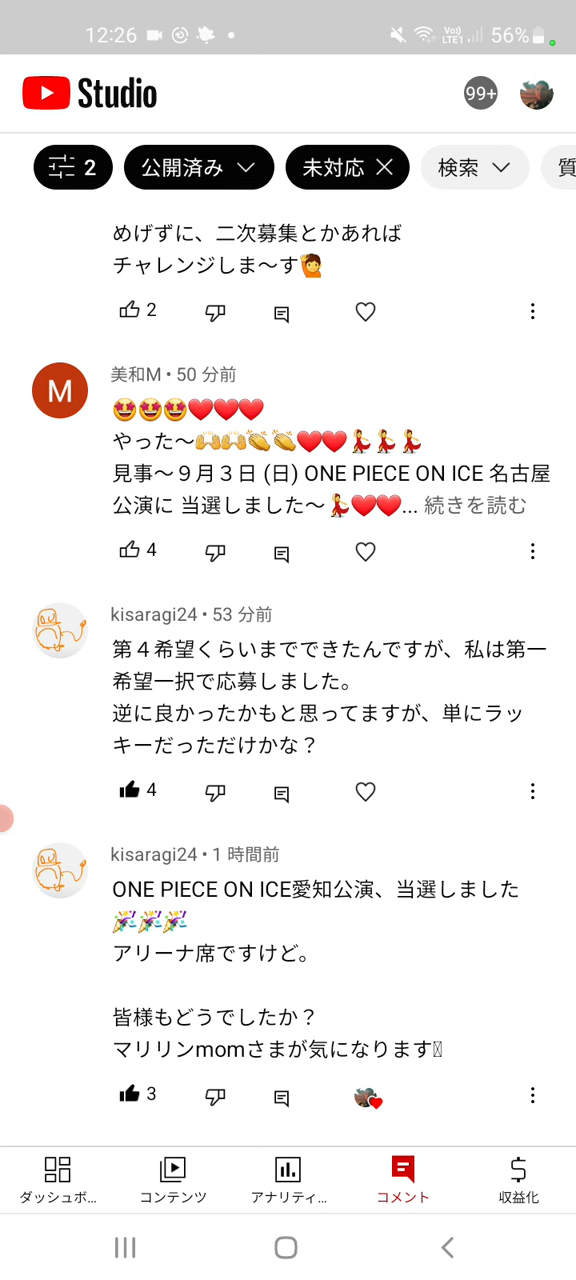 12:26 Vo) LTE1 56%
Studio 99+
2 公開済み 未対応 検索 質
めげずに、二次募集とかあれば
チャレンジしま〜す🙋
2
M 美和M • 50 分前
🤩🤩🤩❤️❤️❤️
やった〜🙌🙌👏👏❤️❤️💃💃💃
見事〜９月３日 (日) ONE PIECE ON ICE 名古屋
公演に 当選しました〜💃❤️❤️... 続きを読む
4
kisaragi24 • 53 分前
第４希望くらいまでできたんですが、私は第一
希望一択で応募しました。
逆に良かったかもと思ってますが、単にラッ
キーだっただけかな？
4
kisaragi24 • 1 時間前
ONE PIECE ON ICE愛知公演、当選しました
🎉🎉🎉
アリーナ席ですけど。
皆様もどうでしたか？
マリリンmomさまが気になります
3
ダッシュボ... コンテンツ アナリティ... コメント 収益化